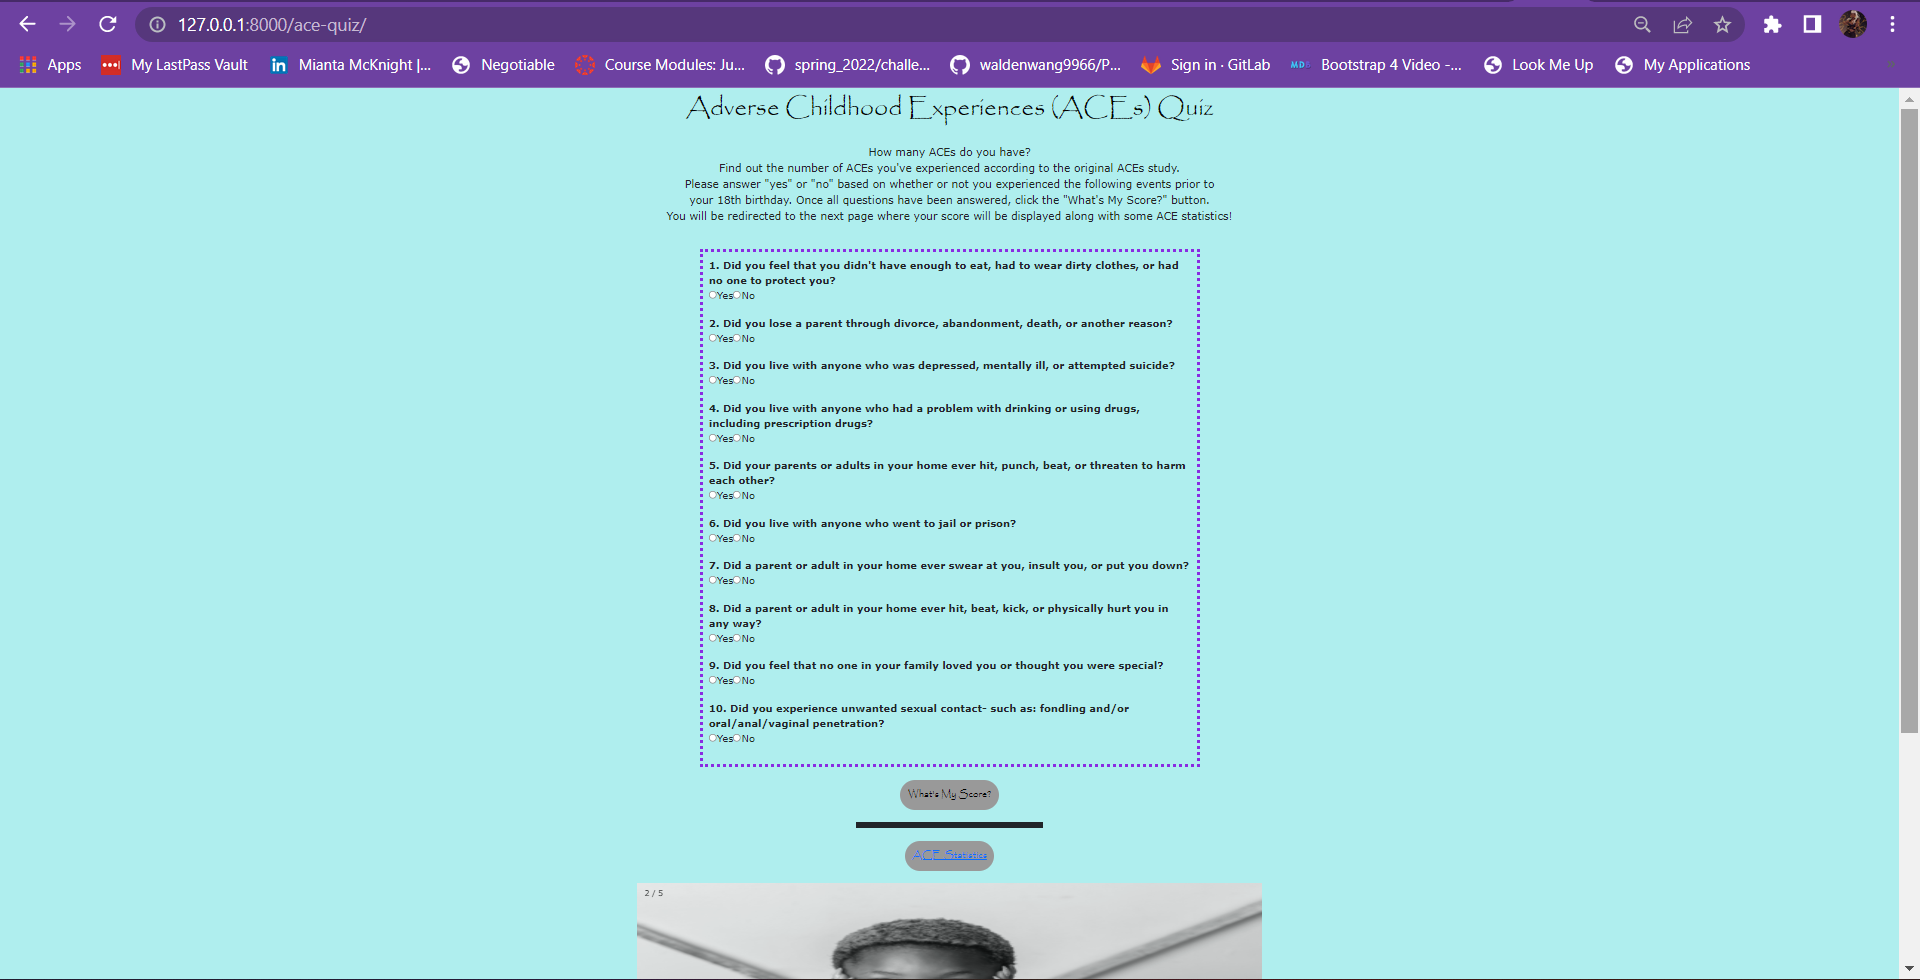 127.0.0.1:8000/ace-quiz/
Apps My LastPass Vault Mianta McKnight |... Negotiable Course Modules: Ju... spring_2022/challe... waldenwang9966/P... Sign in · GitLab Bootstrap 4 Video -... Look Me Up My Applications
Adverse Childhood Experiences (ACEs) Quiz
How many ACEs do you have?
Find out the number of ACEs you've experienced according to the original ACEs study.
Please answer "yes" or "no" based on whether or not you experienced the following events prior to
your 18th birthday. Once all questions have been answered, click the "What's My Score?" button.
You will be redirected to the next page where your score will be displayed along with some ACE statistics!
1. Did you feel that you didn't have enough to eat, had to wear dirty clothes, or had
no one to protect you?
Yes No
2. Did you lose a parent through divorce, abandonment, death, or another reason?
Yes No
3. Did you live with anyone who was depressed, mentally ill, or attempted suicide?
Yes No
4. Did you live with anyone who had a problem with drinking or using drugs,
including prescription drugs?
Yes No
5. Did your parents or adults in your home ever hit, punch, beat, or threaten to harm
each other?
Yes No
6. Did you live with anyone who went to jail or prison?
Yes No
7. Did a parent or adult in your home ever swear at you, insult you, or put you down?
Yes No
8. Did a parent or adult in your home ever hit, beat, kick, or physically hurt you in
any way?
Yes No
9. Did you feel that no one in your family loved you or thought you were special?
Yes No
10. Did you experience unwanted sexual contact- such as: fondling and/or
oral/anal/vaginal penetration?
Yes No
What's My Score?
ACE Statistics
2 / 5